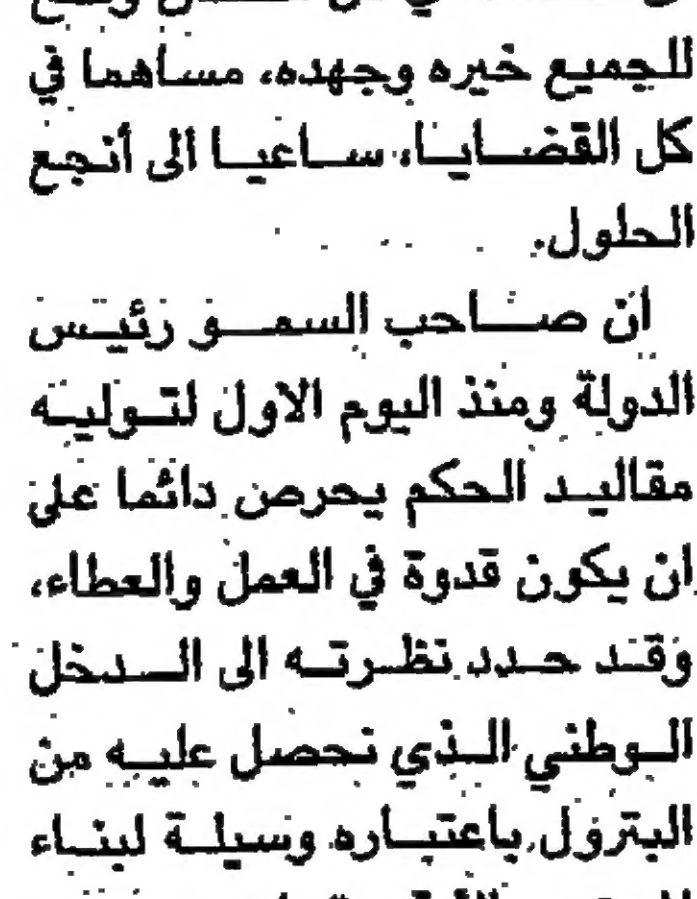 للجميع خيره وجهده، مساهما في
كل القضايا، ساعيا الى أنجع
الحلول.
ان صاحب السمو رئيس
الدولة ومنذ اليوم الاول لتوليه
مقاليد الحكم يحرص دائما على
ان يكون قدوة في العمل والعطاء،
وقد حدد نظرته الى الدخل
الوطني الذي نحصل عليه من
البترول باعتباره وسيلة لبناء